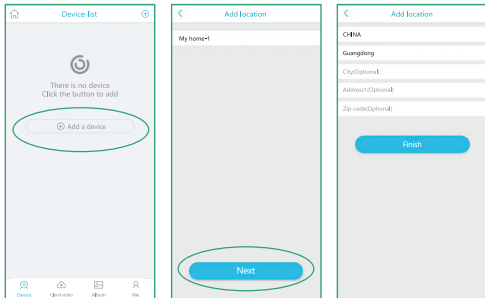 Device list
There is no device
Click the button to add
Add a device
Device
Cloud video
Album
Me
Add location
My home-1
Next
Add location
CHINA
Guangdong
City(Optional)
Address1(Optional)
Zip code(Optional)
Finish